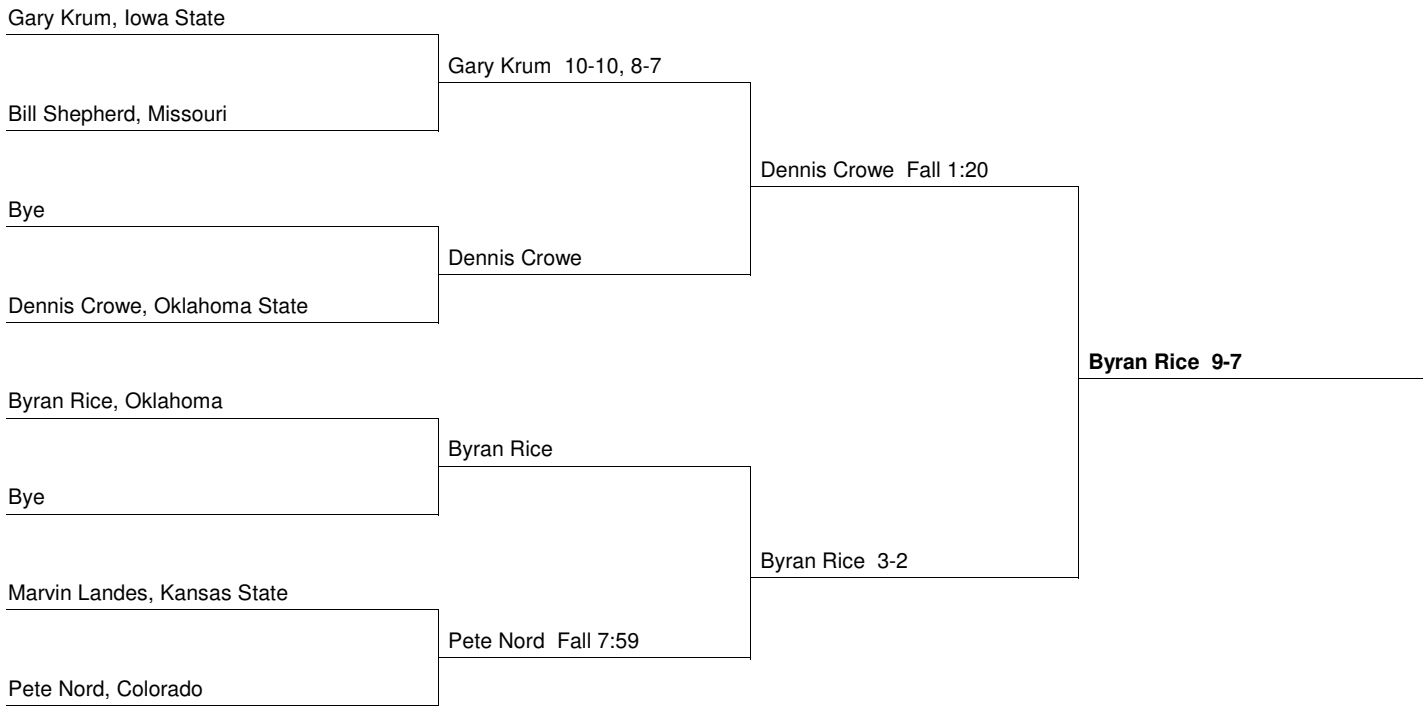 Gary Krum, Iowa State
Gary Krum 10-10, 8-7
Bill Shepherd, Missouri
Dennis Crowe Fall 1:20
Bye
Dennis Crowe
Dennis Crowe, Oklahoma State
Byran Rice 9-7
Byran Rice, Oklahoma
Byran Rice
Bye
Byran Rice 3-2
Marvin Landes, Kansas State
Pete Nord Fall 7:59
Pete Nord, Colorado